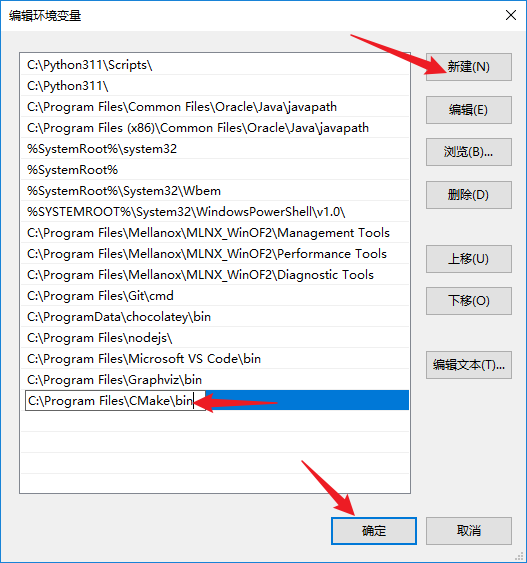 编辑环境变量
C:\Python311\Scripts\
C:\Python311\
C:\Program Files\Common Files\Oracle\Java\javapath
C:\Program Files (x86)\Common Files\Oracle\Java\javapath
%SystemRoot%\system32
%SystemRoot%
%SystemRoot%\System32\Wbem
%SYSTEMROOT%\System32\WindowsPowerShell\v1.0\
C:\Program Files\Mellanox\MLNX_WinOF2\Management Tools
C:\Program Files\Mellanox\MLNX_WinOF2\Performance Tools
C:\Program Files\Mellanox\MLNX_WinOF2\Diagnostic Tools
C:\Program Files\Git\cmd
C:\ProgramData\chocolatey\bin
C:\Program Files\nodejs\
C:\Program Files\Microsoft VS Code\bin
C:\Program Files\Graphviz\bin
C:\Program Files\CMake\bin
新建(N)
编辑(E)
浏览(B)...
删除(D)
上移(U)
下移(O)
编辑文本(T)...
确定
取消